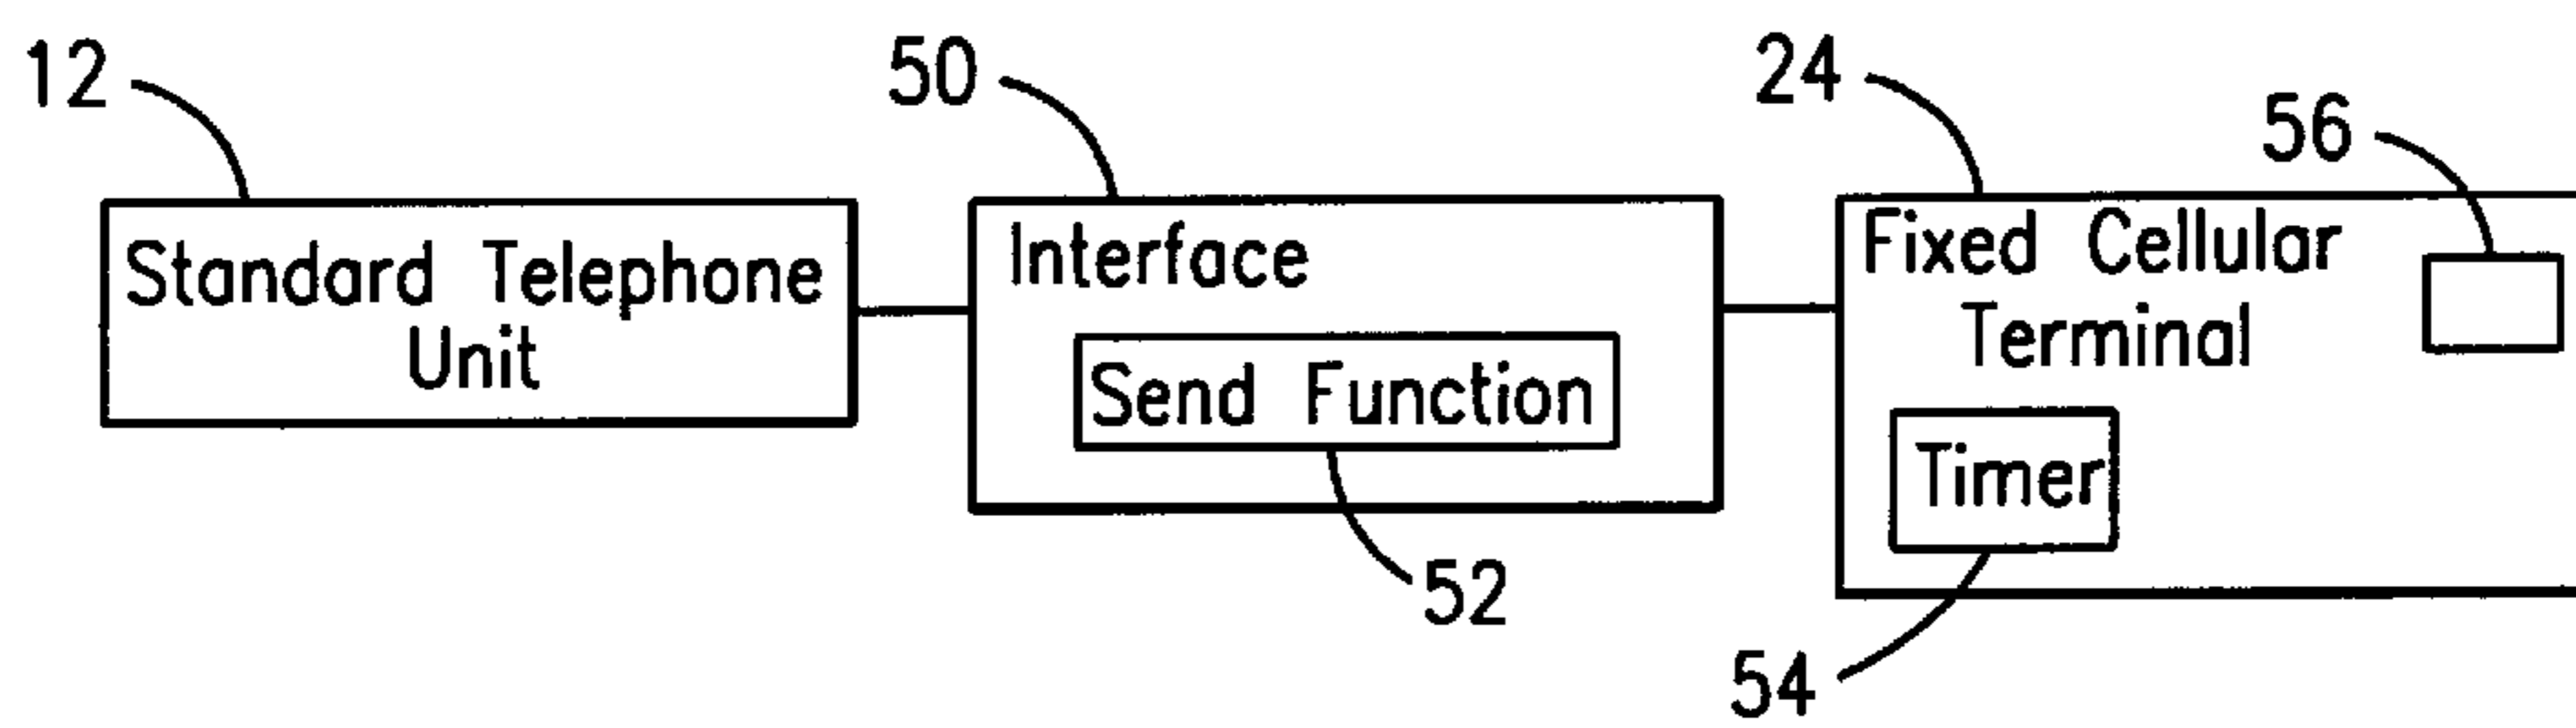 12
50
24
56
Standard Telephone
Unit
Interface
Send Function
Fixed Cellular
Terminal
Timer
52
54